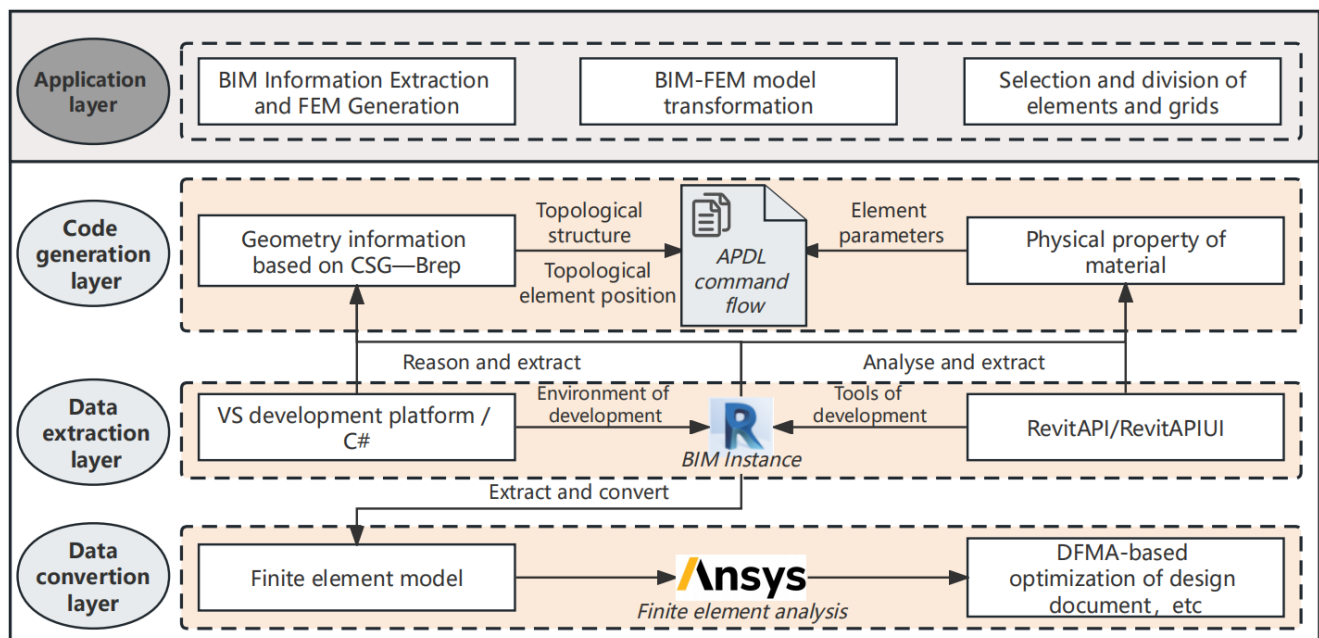 Application
layer
BIM Information Extraction
and FEM Generation
BIM-FEM model
transformation
Selection and division of
elements and grids
Code
generation
layer
Geometry information
based on CSG—Brep
Topological
structure
Topological
element position
APDL
command
flow
Element
parameters
Physical property of
material
Reason and extract
Analyse and extract
Data
extraction
layer
VS development platform /
C#
Environment of
development
R
BIM Instance
Tools of
development
RevitAPI/RevitAPIUI
Extract and convert
Data
convertion
layer
Finite element model
Ansys
Finite element analysis
DFMA-based
optimization of design
document，etc